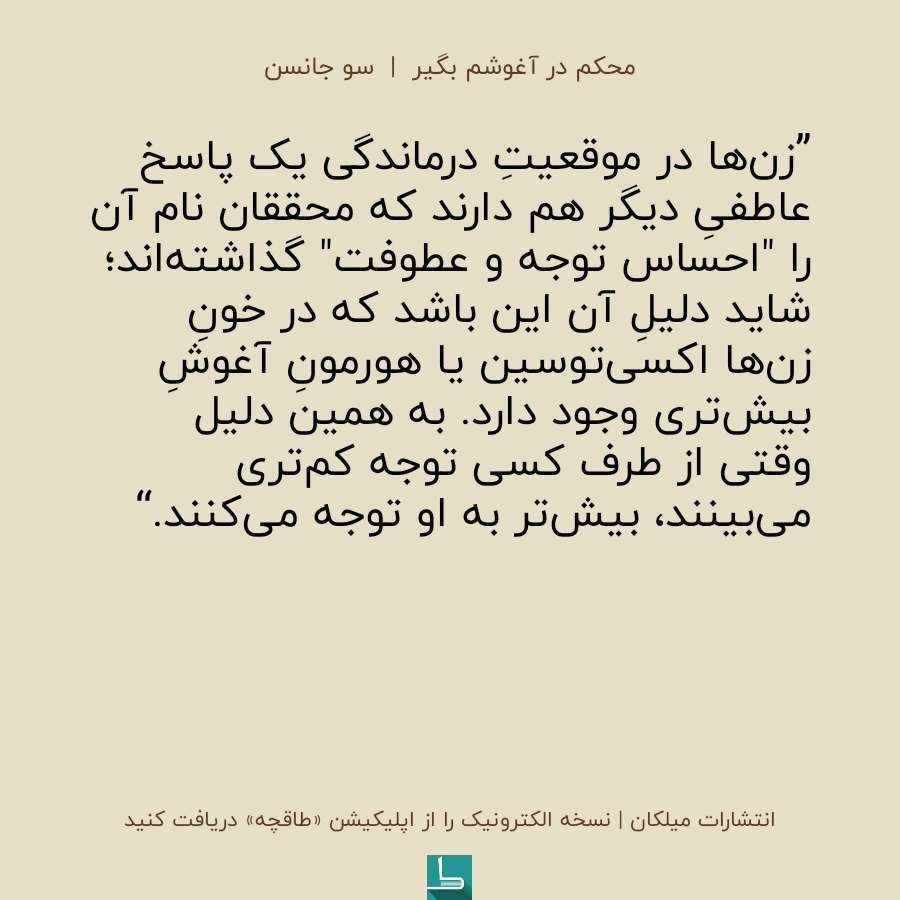 محکم در آغوشم بگیر | سو جانسن
”زن‌ها در موقعیتِ درماندگی یک پاسخ
عاطفیِ دیگر هم دارند که محققان نام آن
را "احساس توجه و عطوفت" گذاشته‌اند؛
شاید دلیلِ آن این باشد که در خونِ
زن‌ها اکسی‌توسین یا هورمونِ آغوشِ
بیش‌تری وجود دارد. به همین دلیل
وقتی از طرف کسی توجه کم‌تری
می‌بینند، بیش‌تر به او توجه می‌کنند.“
انتشارات میلکان | نسخه الکترونیک را از اپلیکیشن «طاقچه» دریافت کنید